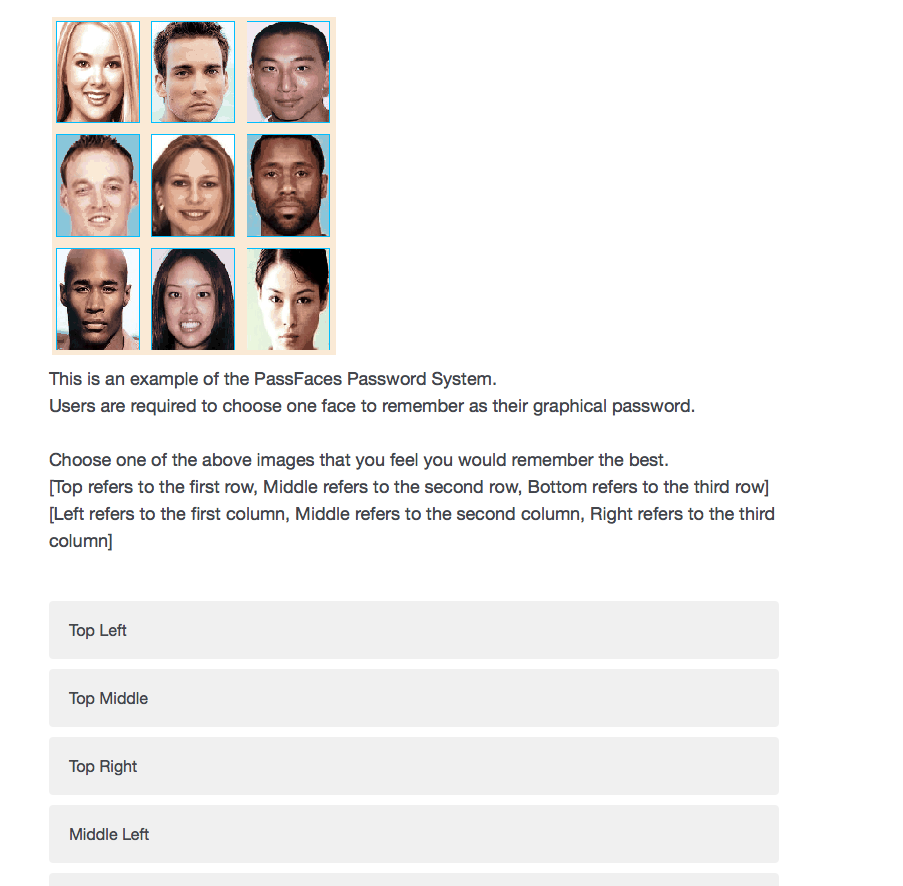 This is an example of the PassFaces Password System.
Users are required to choose one face to remember as their graphical password.
Choose one of the above images that you feel you would remember the best.
[Top refers to the first row, Middle refers to the second row, Bottom refers to the third row]
[Left refers to the first column, Middle refers to the second column, Right refers to the third
column]
Top Left
Top Middle
Top Right
Middle Left